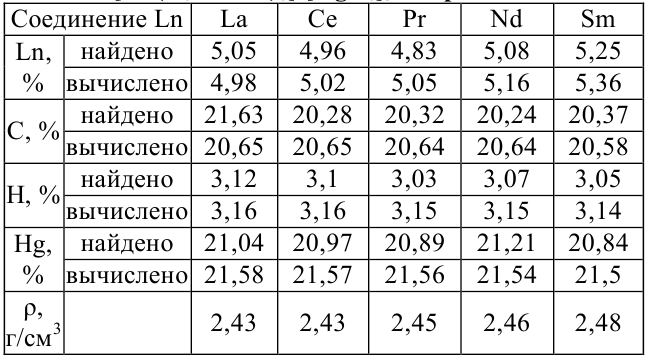 Соединение Ln La Ce Pr Nd Sm
Ln, % найдено 5,05 4,96 4,83 5,08 5,25
вычислено 4,98 5,02 5,05 5,16 5,36
C, % найдено 21,63 20,28 20,32 20,24 20,37
вычислено 20,65 20,65 20,64 20,64 20,58
H, % найдено 3,12 3,1 3,03 3,07 3,05
вычислено 3,16 3,16 3,15 3,15 3,14
Hg, % найдено 21,04 20,97 20,89 21,21 20,84
вычислено 21,58 21,57 21,56 21,54 21,5
ρ, г/см³ 2,43 2,43 2,45 2,46 2,48